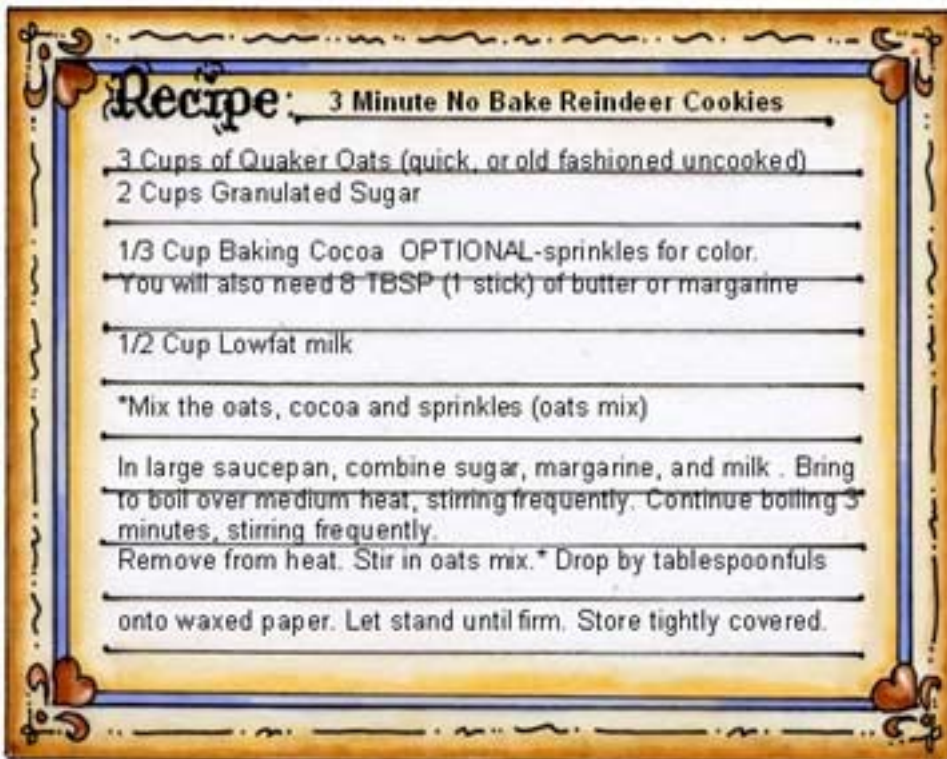 Recipe: 3 Minute No Bake Reindeer Cookies
3 Cups of Quaker Oats (quick, or old fashioned uncooked)
2 Cups Granulated Sugar
1/3 Cup Baking Cocoa OPTIONAL-sprinkles for color.
You will also need 8 TBSP (1 stick) of butter or margarine
1/2 Cup Lowfat milk
*Mix the oats, cocoa and sprinkles (oats mix)
In large saucepan, combine sugar, margarine, and milk . Bring
to boil over medium heat, stirring frequently. Continue boiling 3
minutes, stirring frequently.
Remove from heat. Stir in oats mix.* Drop by tablespoonfuls
onto waxed paper. Let stand until firm. Store tightly covered.